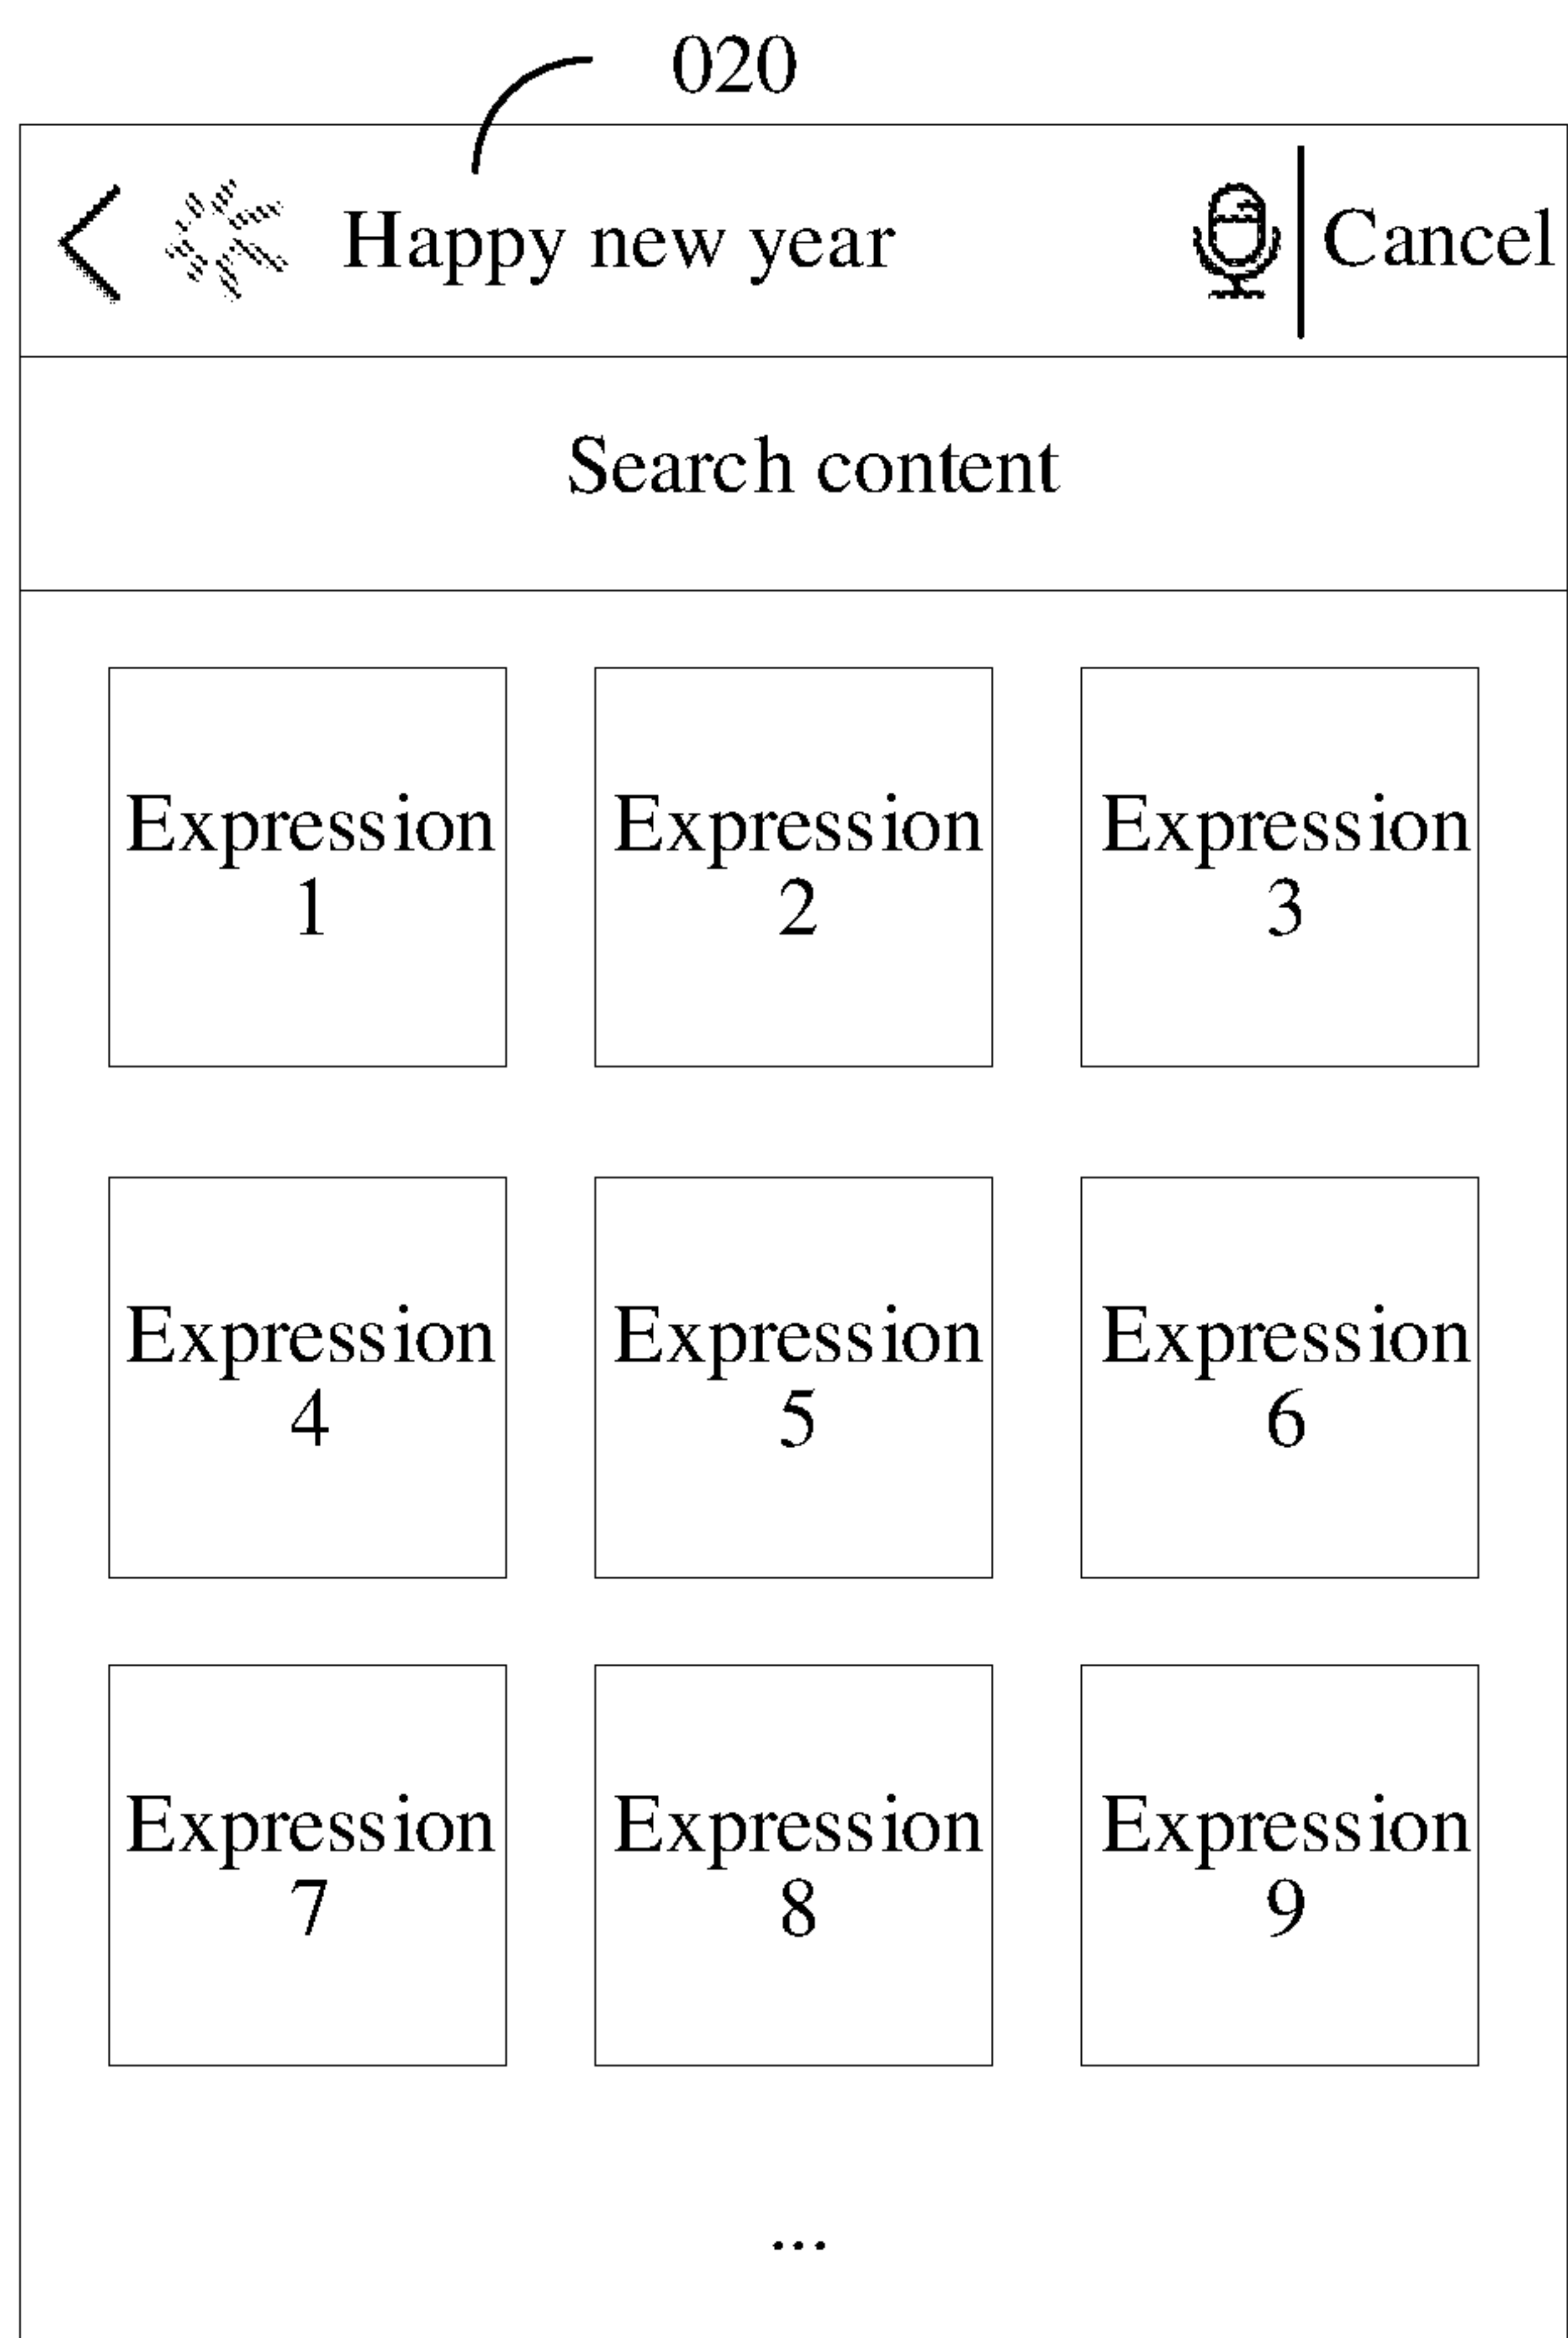 020
Happy new year
Cancel
Search content
Expression
1
Expression
2
Expression
3
Expression
4
Expression
5
Expression
6
Expression
7
Expression
8
Expression
9
...